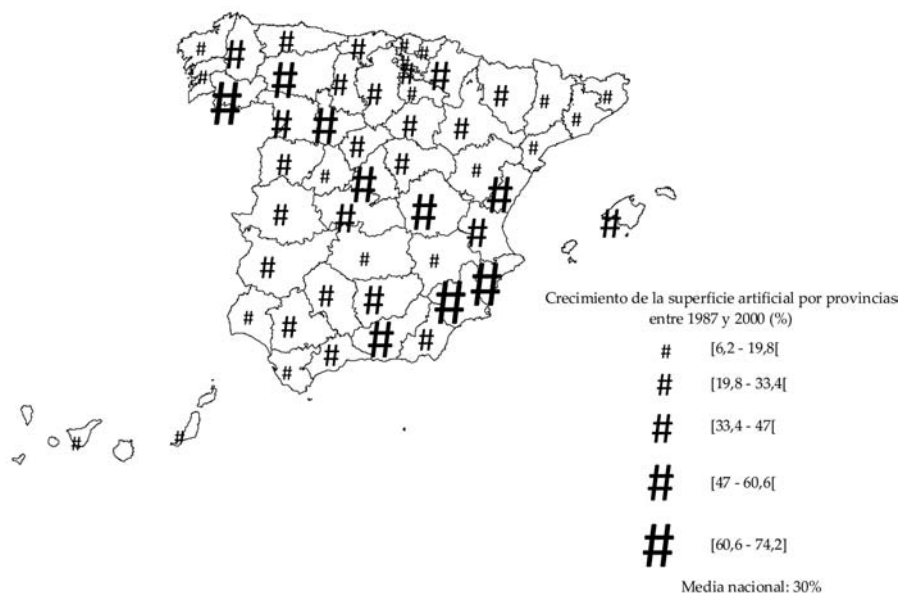 Crecimiento de la superficie artificial por provincias
entre 1987 y 2000 (%)
# [6,2 - 19,8[
# [19,8 - 33,4[
# [33,4 - 47[
# [47 - 60,6[
# [60,6 - 74,2]
Media nacional: 30%